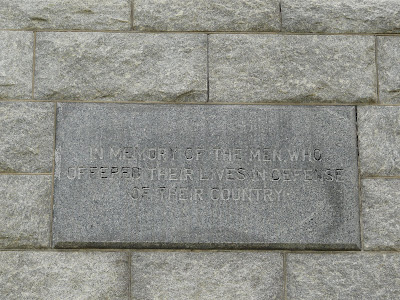 IN MEMORY OF THE MEN WHO
OFFERED THEIR LIVES IN DEFENSE
OF THEIR COUNTRY